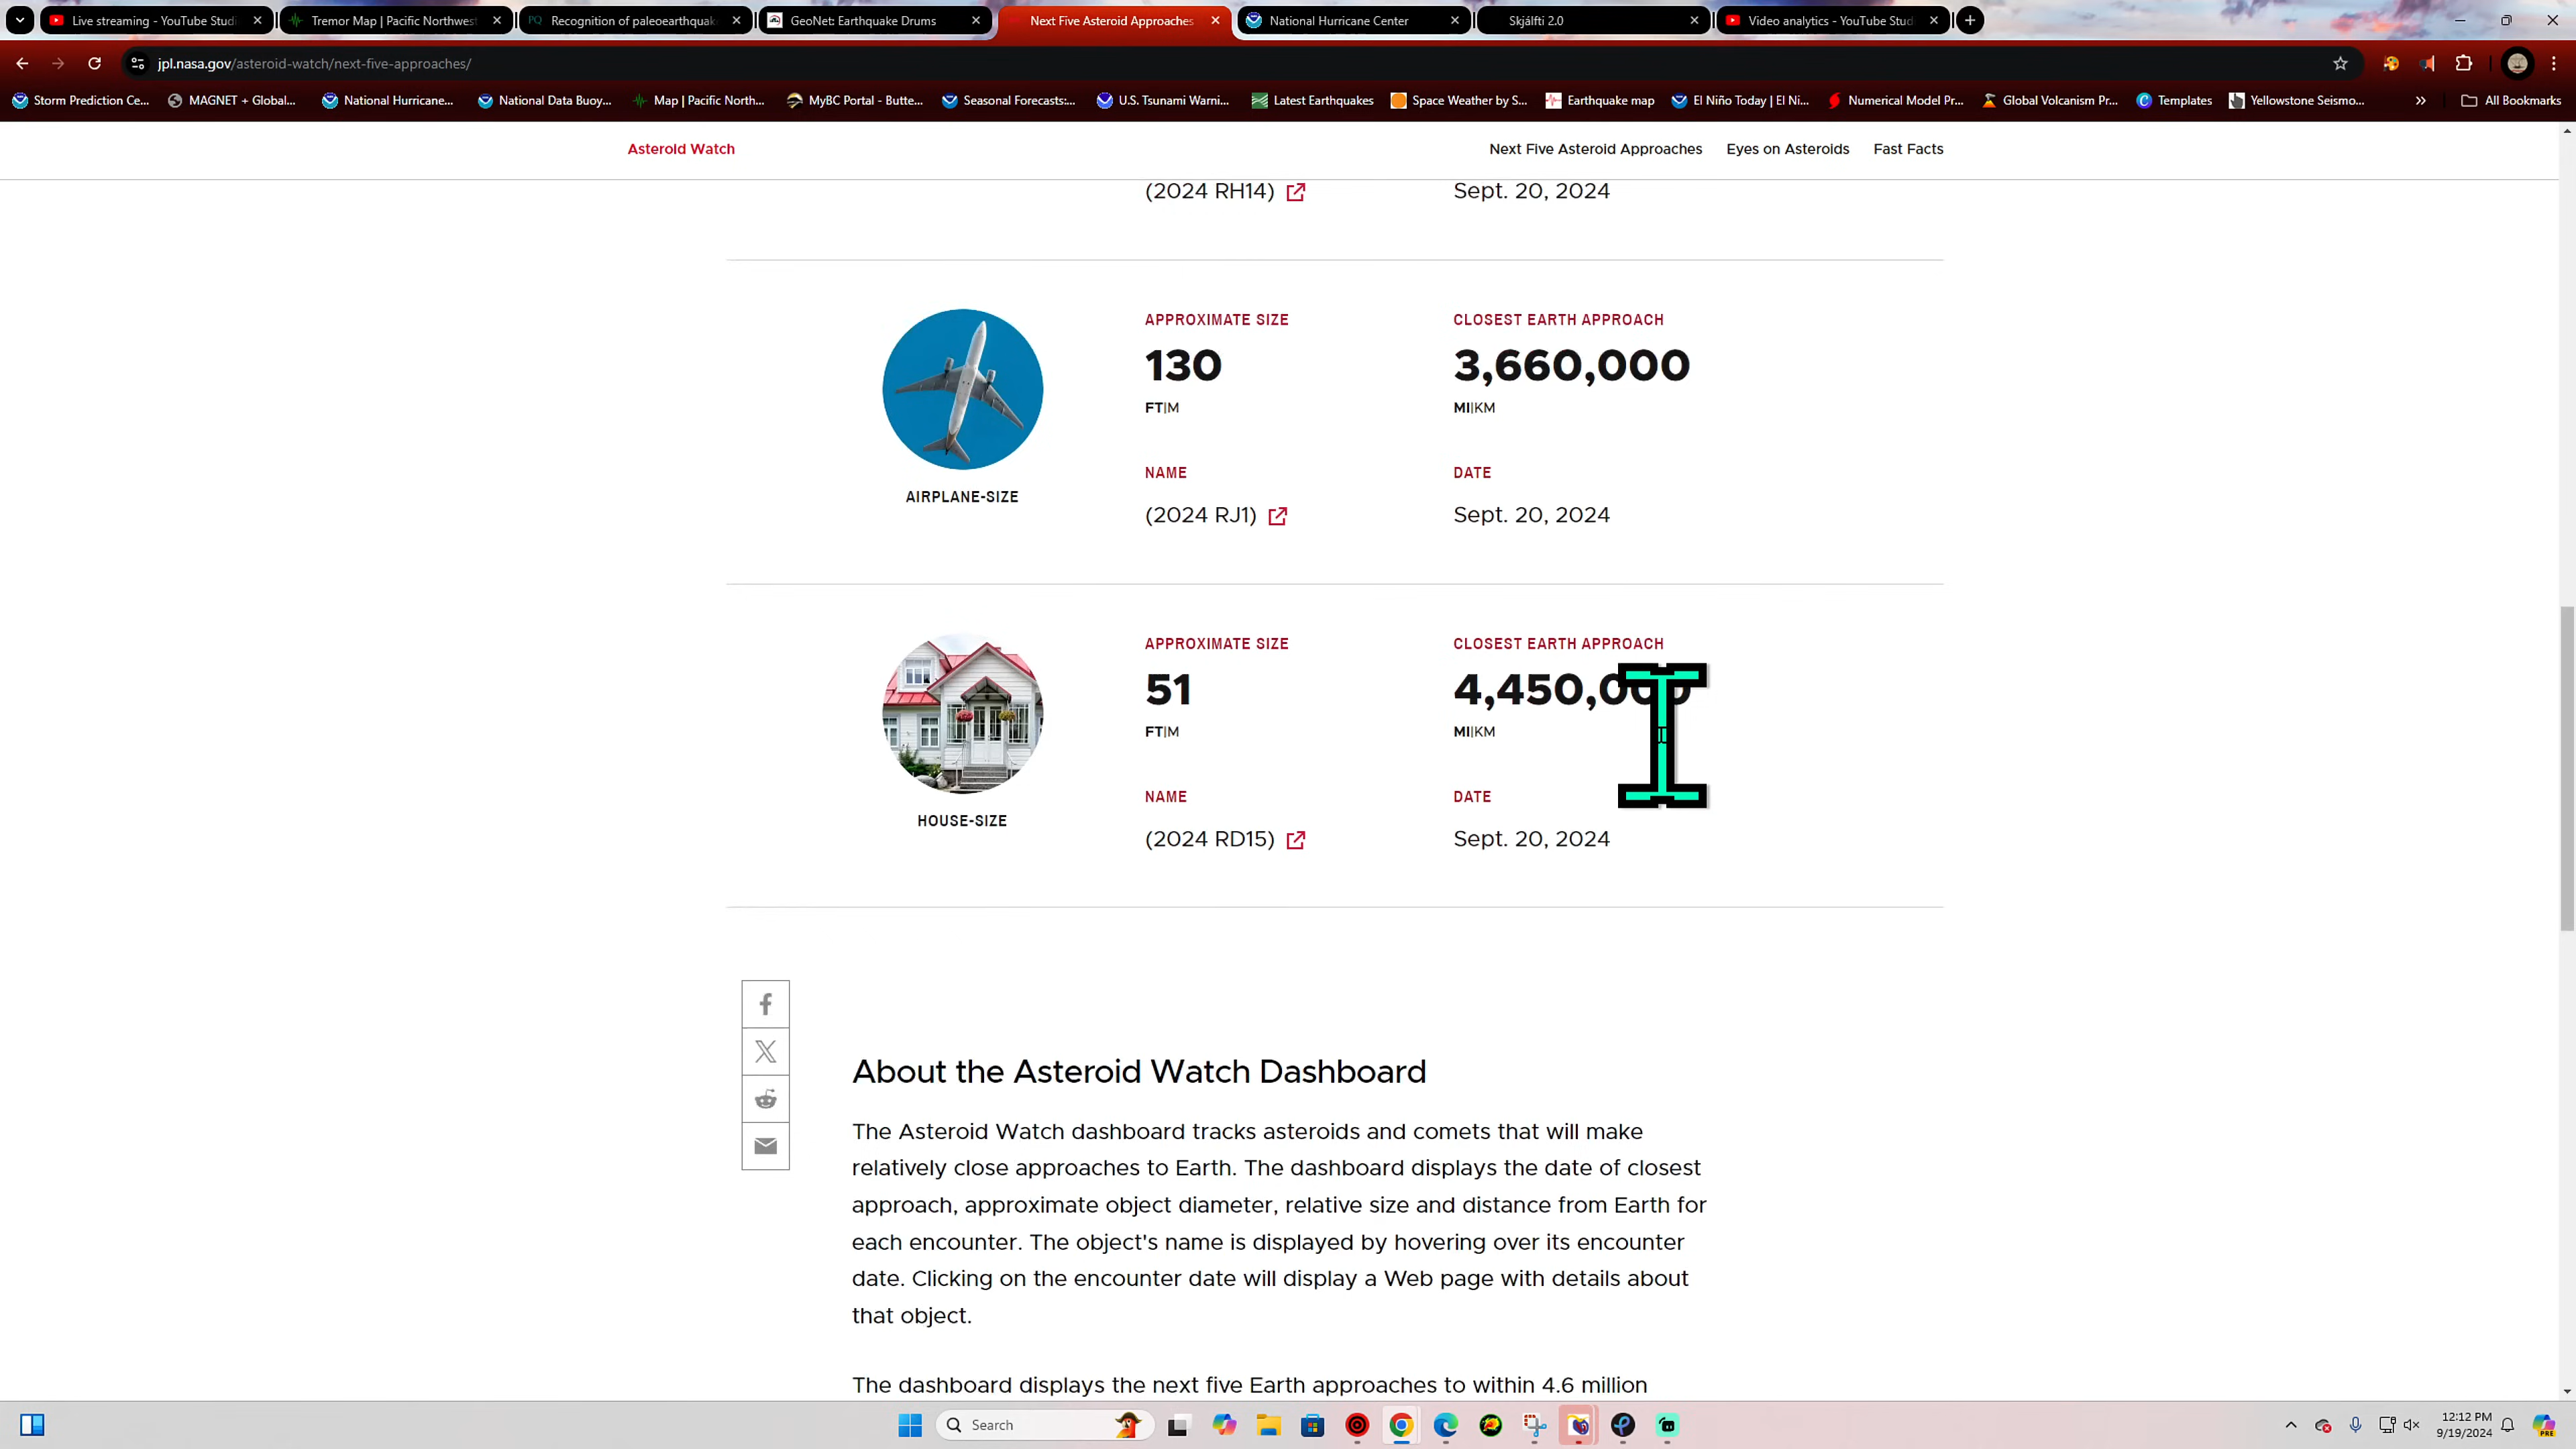 Live streaming - YouTube Studi
Tremor Map | Pacific Northwest
PQ Recognition of paleoearthquak
GeoNet: Earthquake Drums
Next Five Asteroid Approaches
National Hurricane Center
Skjálfti 2.0
Video analytics - YouTube Stud
jpl.nasa.gov/asteroid-watch/next-five-approaches/
Storm Prediction Ce...
MAGNET + Global...
National Hurricane...
National Data Buoy...
Map | Pacific North...
MyBC Portal - Butte...
Seasonal Forecasts:...
U.S. Tsunami Warni...
Latest Earthquakes
Space Weather by S...
Earthquake map
El Niño Today | El Ni...
Numerical Model Pr...
Global Volcanism Pr...
Templates
Yellowstone Seismo...
All Bookmarks
Asteroid Watch
Next Five Asteroid Approaches
Eyes on Asteroids
Fast Facts
(2024 RH14)
Sept. 20, 2024
APPROXIMATE SIZE
CLOSEST EARTH APPROACH
130
3,660,000
FT|M
MI|KM
NAME
DATE
AIRPLANE-SIZE
(2024 RJ1)
Sept. 20, 2024
APPROXIMATE SIZE
CLOSEST EARTH APPROACH
51
4,450,000
FT|M
MI|KM
NAME
DATE
HOUSE-SIZE
(2024 RD15)
Sept. 20, 2024
About the Asteroid Watch Dashboard
The Asteroid Watch dashboard tracks asteroids and comets that will make
relatively close approaches to Earth. The dashboard displays the date of closest
approach, approximate object diameter, relative size and distance from Earth for
each encounter. The object's name is displayed by hovering over its encounter
date. Clicking on the encounter date will display a Web page with details about
that object.
The dashboard displays the next five Earth approaches to within 4.6 million
Search
12:12 PM
9/19/2024
PRE